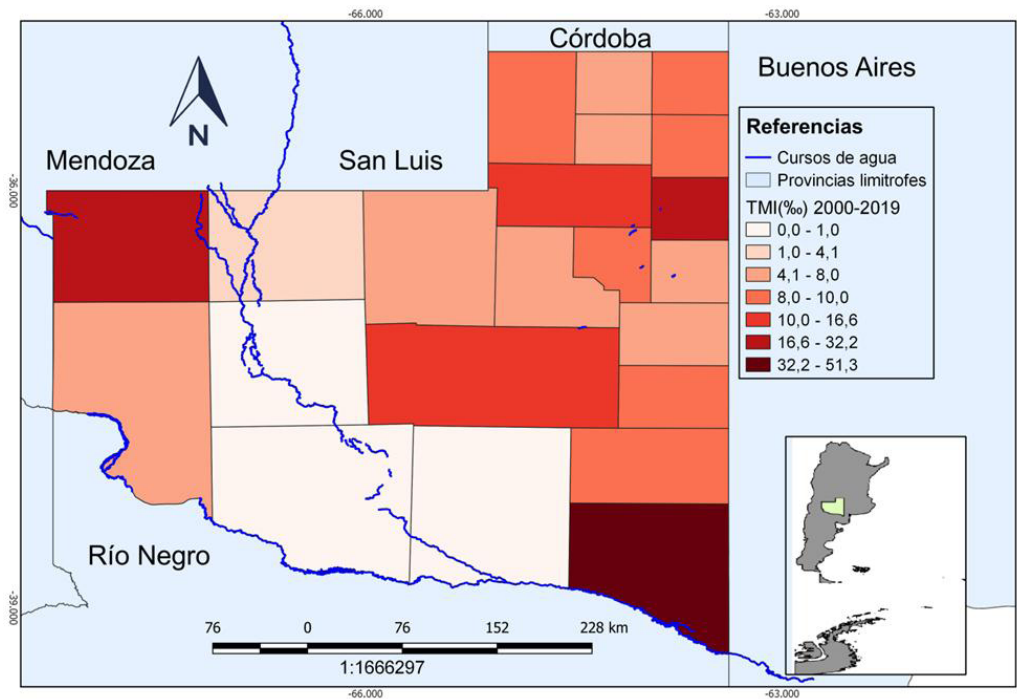 -66.000
-63.000
Córdoba
Buenos Aires
N
Mendoza
San Luis
-36.000
Referencias
Cursos de agua
Provincias limitrofes
TMI(‰) 2000-2019
0,0 - 1,0
1,0 - 4,1
4,1 - 8,0
8,0 - 10,0
10,0 - 16,6
16,6 - 32,2
32,2 - 51,3
Río Negro
-39.000
76 0 76 152 228 km
1:1666297
-66.000
-63.000